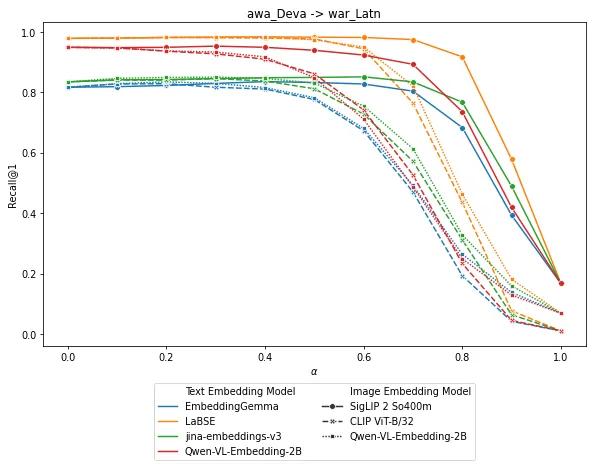 awa_Deva -> war_Latn
Recall@1
1.0
0.8
0.6
0.4
0.2
0.0
0.0 0.2 0.4 0.6 0.8 1.0
α
Text Embedding Model
EmbeddingGemma
LaBSE
jina-embeddings-v3
Qwen-VL-Embedding-2B
Image Embedding Model
SigLIP 2 So400m
CLIP ViT-B/32
Qwen-VL-Embedding-2B